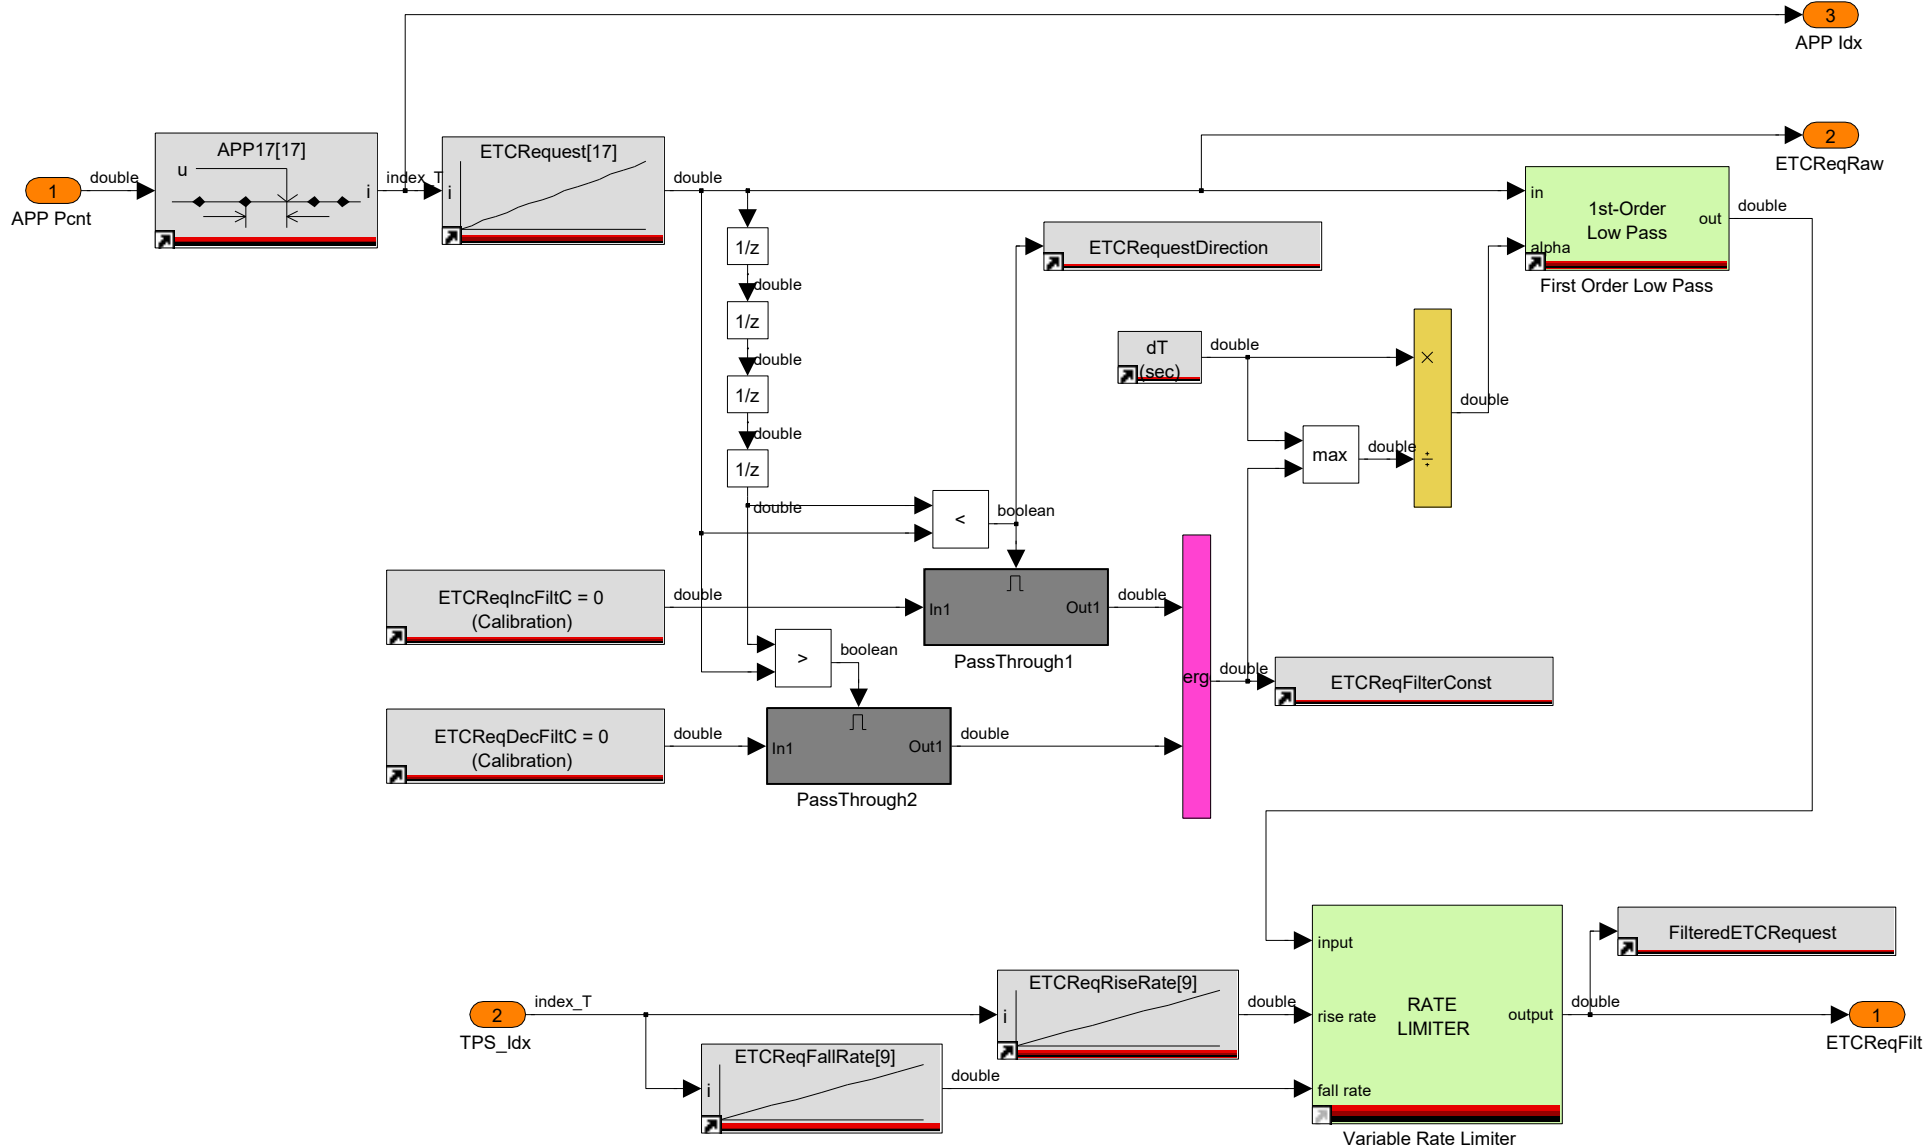 3
APP Idx
APP17[17]
u
i
double
1
APP Pcnt
index_T
ETCRequest[17]
i
double
2
ETCReqRaw
in
1st-Order
Low Pass
out
alpha
double
First Order Low Pass
1/z
double
1/z
double
1/z
double
1/z
double
ETCRequestDirection
dT
(sec)
double
×
max
double
÷
double
<
boolean
ETCReqIncFiltC = 0
(Calibration)
double
In1
Out1
double
PassThrough1
>
boolean
erg
double
ETCReqFilterConst
ETCReqDecFiltC = 0
(Calibration)
double
In1
Out1
double
PassThrough2
input
RATE
LIMITER
rise rate
output
fall rate
Variable Rate Limiter
FilteredETCRequest
double
1
ETCReqFilt
2
TPS_Idx
index_T
ETCReqRiseRate[9]
i
double
ETCReqFallRate[9]
i
double